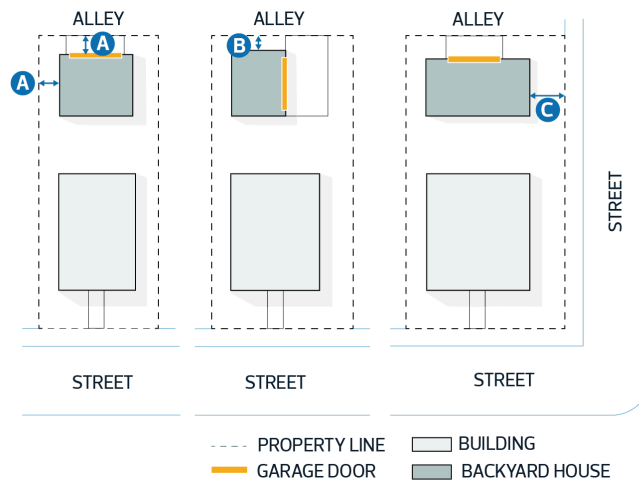 ALLEY
ALLEY
ALLEY
A
A
B
C
STREET
STREET
STREET
STREET
PROPERTY LINE
BUILDING
GARAGE DOOR
BACKYARD HOUSE